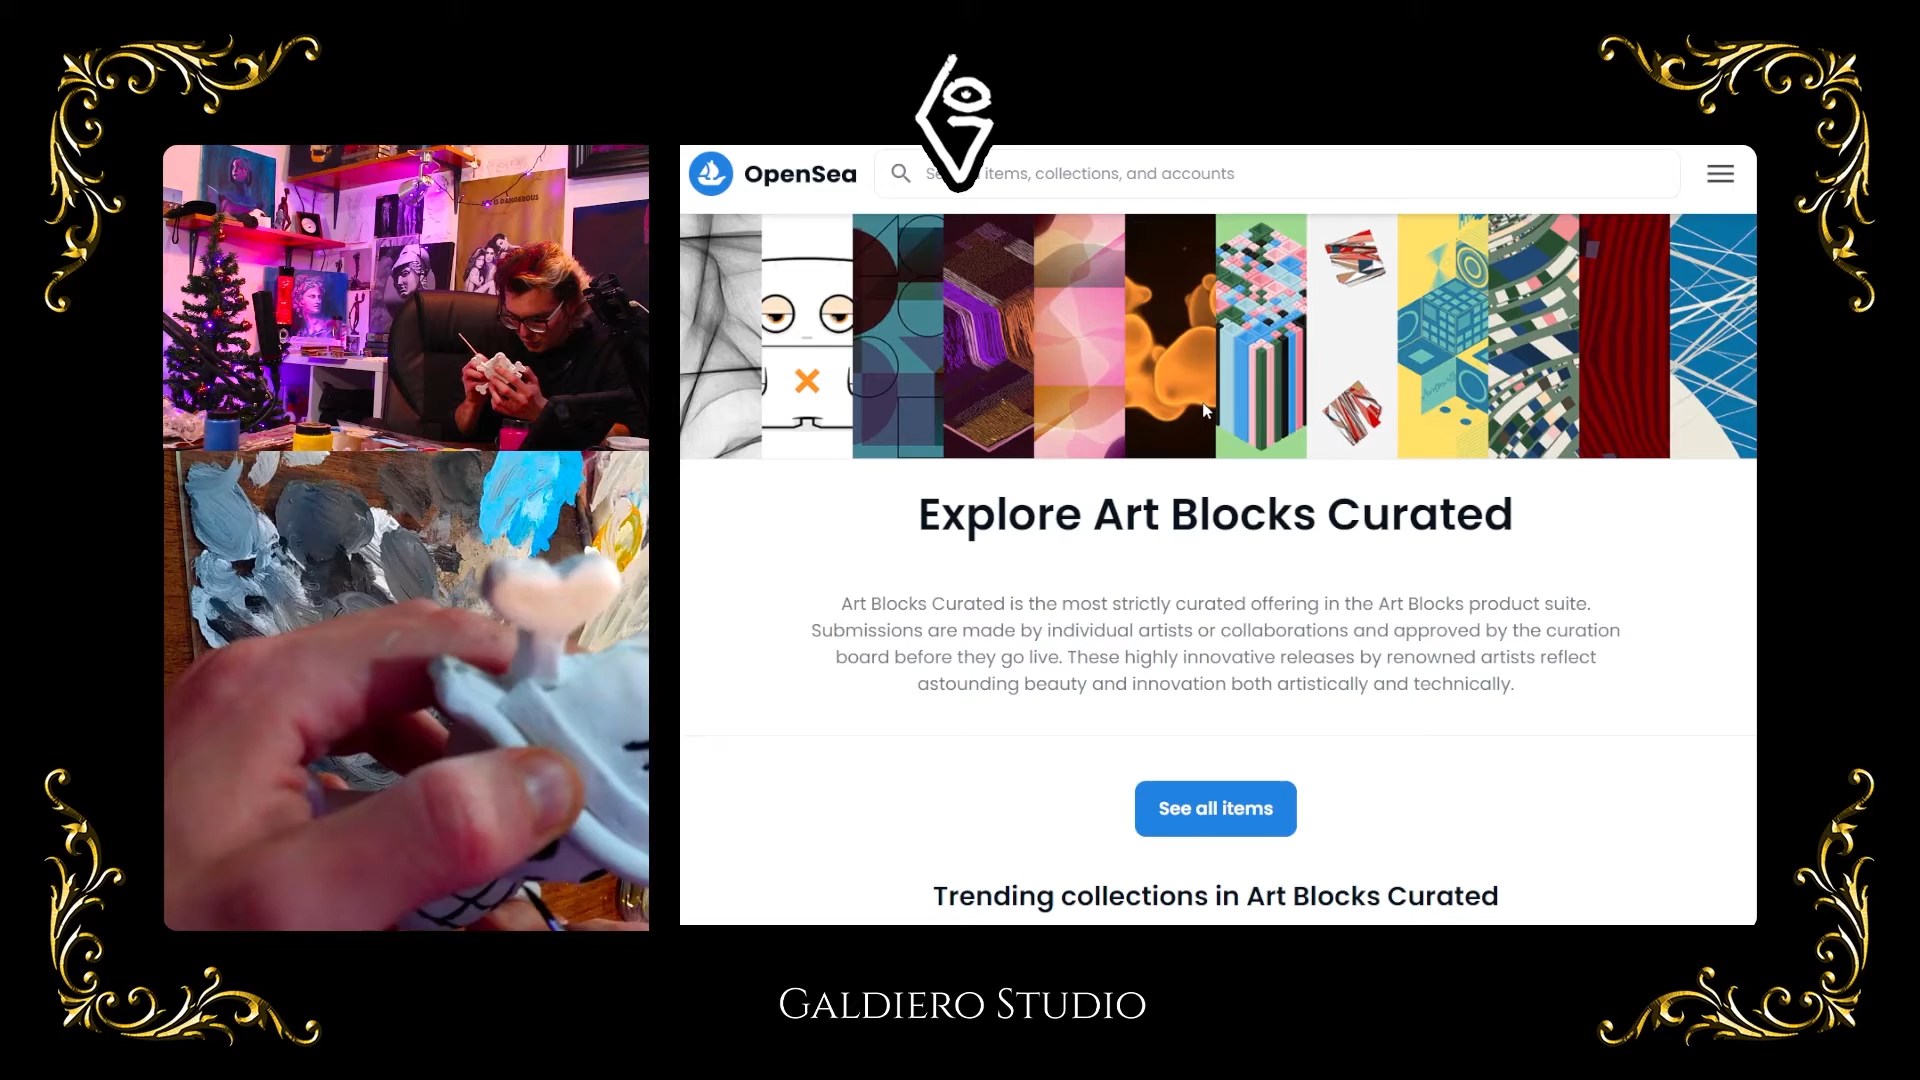 ART IS DANGEROUS
OpenSea
items, collections, and accounts
Explore Art Blocks Curated
Art Blocks Curated is the most strictly curated offering in the Art Blocks product suite.
Submissions are made by individual artists or collaborations and approved by the curation
board before they go live. These highly innovative releases by renowned artists reflect
astounding beauty and innovation both artistically and technically.
See all items
Trending collections in Art Blocks Curated
Galdiero Studio